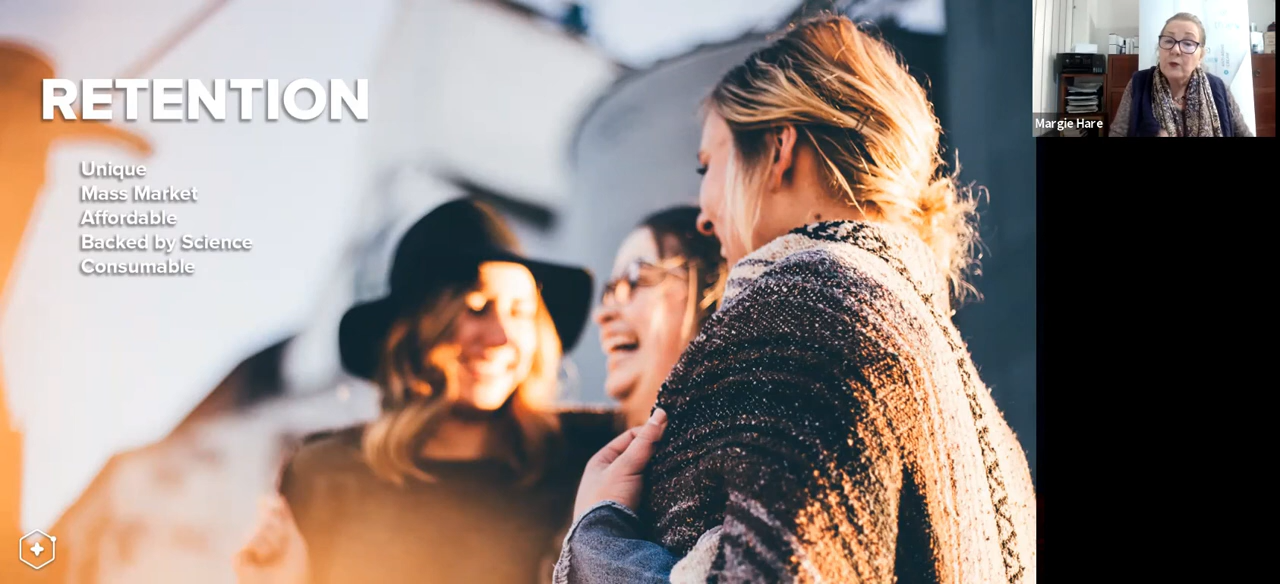 RETENTION
Unique
Mass Market
Affordable
Backed by Science
Consumable
Margie Hare